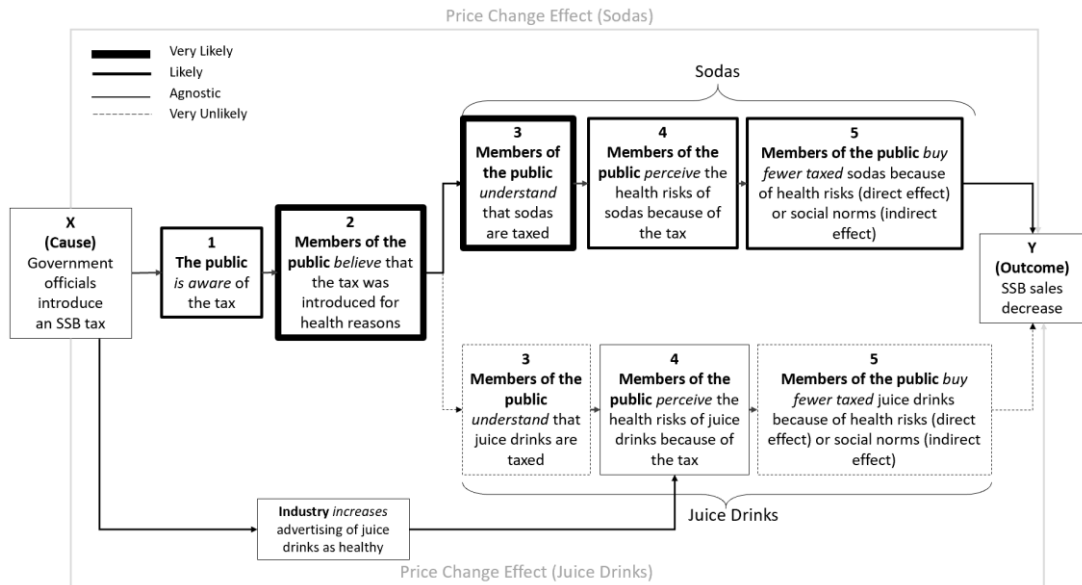 Price Change Effect (Sodas)
Very Likely
Likely
Agnostic
Very Unlikely
Sodas
X
(Cause)
Government
officials
introduce
an SSB tax
1
The public
is aware of
the tax
2
Members of the
public believe that
the tax was
introduced for
health reasons
3
Members of
the public
understand
that sodas
are taxed
4
Members of the
public perceive the
health risks of
sodas because of
the tax
5
Members of the public buy
fewer taxed sodas because
of health risks (direct effect)
or social norms (indirect
effect)
Y
(Outcome)
SSB sales
decrease
3
Members of the
public
understand that
juice drinks are
taxed
4
Members of the
public perceive the
health risks of juice
drinks because of
the tax
5
Members of the public buy
fewer taxed juice drinks
because of health risks (direct
effect) or social norms (indirect
effect)
Juice Drinks
Industry increases
advertising of juice
drinks as healthy
Price Change Effect (Juice Drinks)